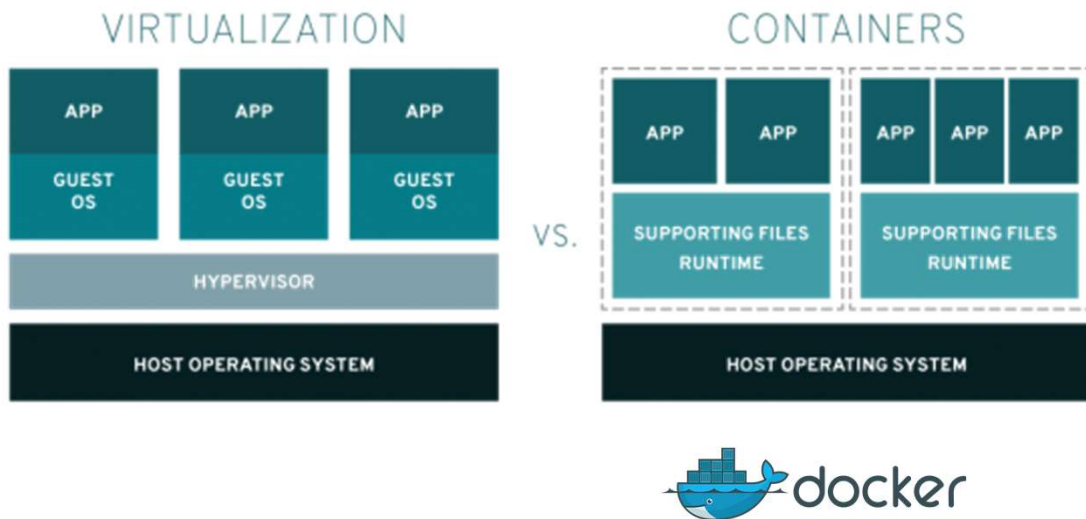 VIRTUALIZATION
APP
APP
APP
GUEST
OS
GUEST
OS
GUEST
OS
HYPERVISOR
HOST OPERATING SYSTEM
VS.
CONTAINERS
APP
APP
APP
APP
APP
SUPPORTING FILES
RUNTIME
SUPPORTING FILES
RUNTIME
HOST OPERATING SYSTEM
docker